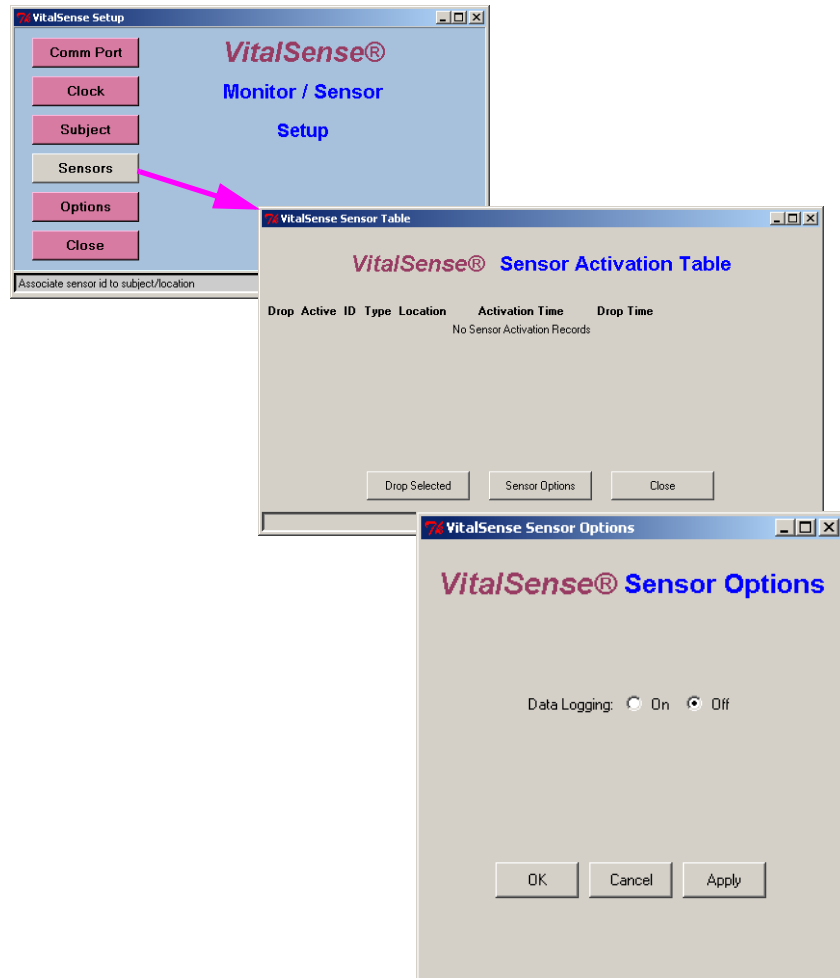 VitalSense Setup
Comm Port
VitalSense®
Clock
Monitor / Sensor
Subject
Setup
Sensors
Options
Close
Associate sensor id to subject/location
VitalSense Sensor Table
VitalSense® Sensor Activation Table
Drop Active ID Type Location Activation Time Drop Time
No Sensor Activation Records
Drop Selected Sensor Options Close
VitalSense Sensor Options
VitalSense® Sensor Options
Data Logging: On Off
OK Cancel Apply